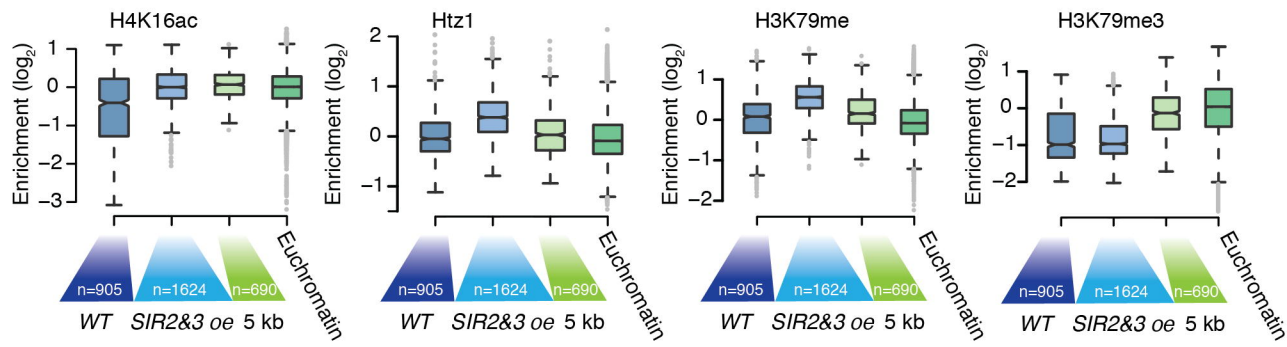 H4K16ac
Enrichment (log2)
1
0
−1
−2
−3
n=905
n=1624
n=690
WT
SIR2&3 oe
5 kb
Euchromatin
Htz1
Enrichment (log2)
2
1
0
−1
n=905
n=1624
n=690
WT
SIR2&3 oe
5 kb
Euchromatin
H3K79me
Enrichment (log2)
1
0
−1
−2
n=905
n=1624
n=690
WT
SIR2&3 oe
5 kb
Euchromatin
H3K79me3
Enrichment (log2)
1
0
−1
−2
n=905
n=1624
n=690
WT
SIR2&3 oe
5 kb
Euchromatin